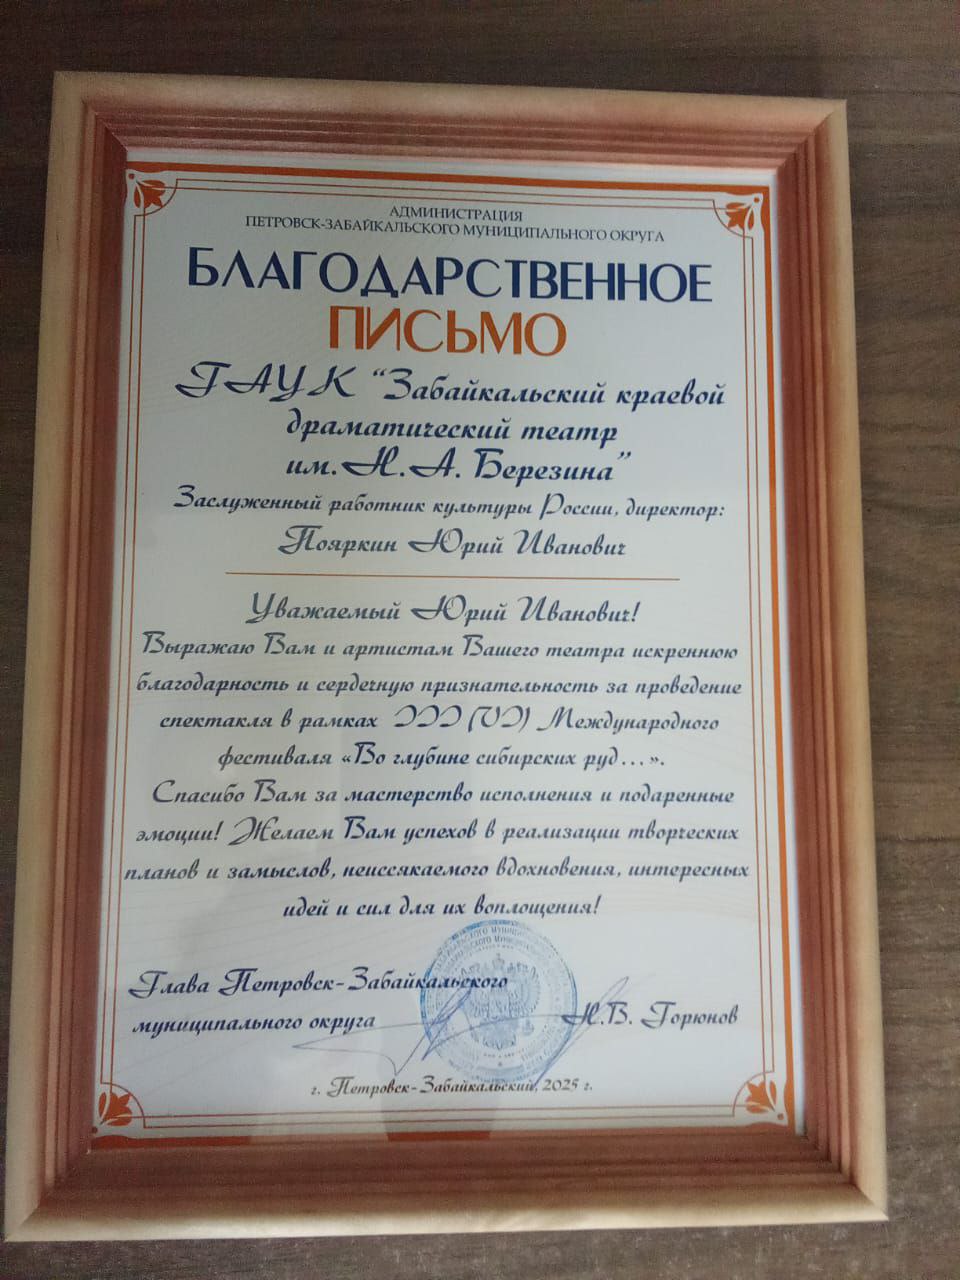 АДМИНИСТРАЦИЯ
ПЕТРОВСК-ЗАБАЙКАЛЬСКОГО МУНИЦИПАЛЬНОГО ОКРУГА
БЛАГОДАРСТВЕННОЕ
ПИСЬМО
ГАУК “Забайкальский краевой
драматический театр
им. Н. А. Березина”
Заслуженный работник культуры России, директор:
Пояркин Юрий Иванович
Уважаемый Юрий Иванович!
Выражаю Вам и артистам Вашего театра искреннюю
благодарность и сердечную признательность за проведение
спектакля в рамках III (VI) Международного
фестиваля «Во глубине сибирских руд…».
Спасибо Вам за мастерство исполнения и подаренные
эмоции! Желаем Вам успехов в реализации творческих
планов и замыслов, неиссякаемого вдохновения, интересных
идей и сил для их воплощения!
Глава Петровск-Забайкальского
муниципального округа
Н.В. Горюнов
г. Петровск-Забайкальский, 2025 г.